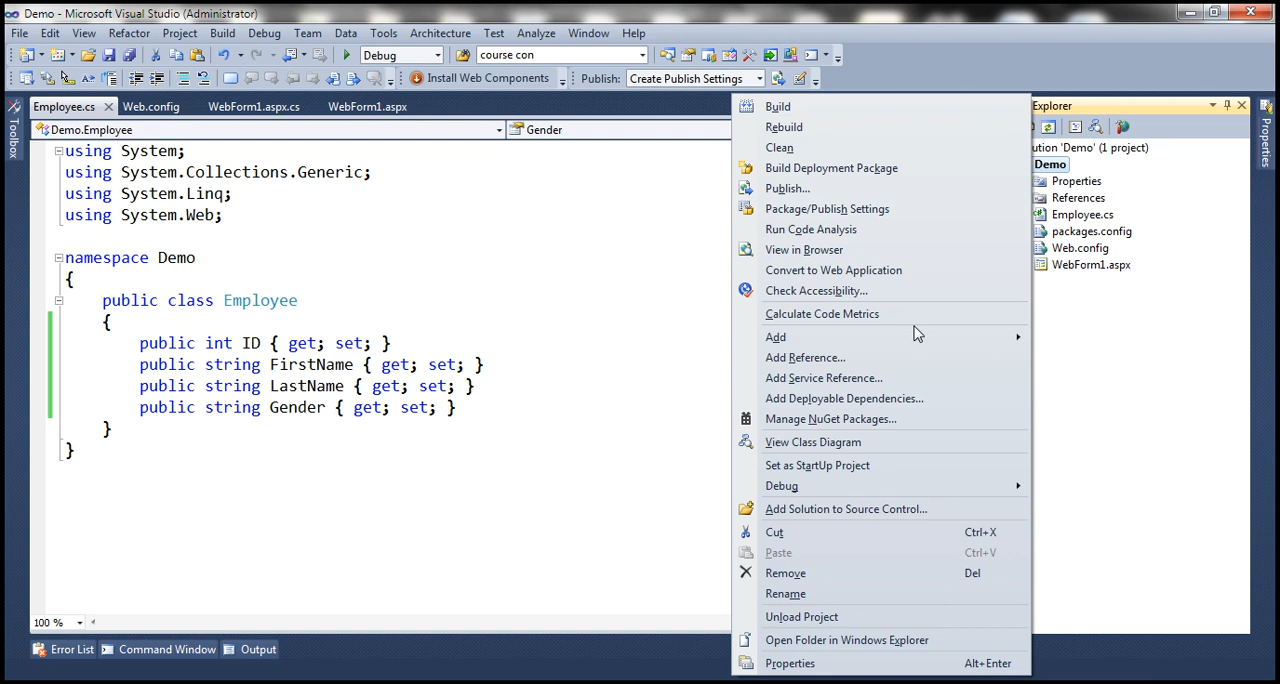 Demo - Microsoft Visual Studio (Administrator)
File Edit View Refactor Project Build Debug Team Data Tools Architecture Test Analyze Window Help
Debug course con
Install Web Components Publish: Create Publish Settings
Employee.cs Web.config WebForm1.aspx.cs WebForm1.aspx
Demo.Employee Gender
Toolbox
using System;
using System.Collections.Generic;
using System.Linq;
using System.Web;
namespace Demo
{
public class Employee
{
public int ID { get; set; }
public string FirstName { get; set; }
public string LastName { get; set; }
public string Gender { get; set; }
}
}
100 %
Error List Command Window Output
Build
Rebuild
Clean
Build Deployment Package
Publish...
Package/Publish Settings
Run Code Analysis
View in Browser
Convert to Web Application
Check Accessibility...
Calculate Code Metrics
Add
Add Reference...
Add Service Reference...
Add Deployable Dependencies...
Manage NuGet Packages...
View Class Diagram
Set as StartUp Project
Debug
Add Solution to Source Control...
Cut Ctrl+X
Paste Ctrl+V
Remove Del
Rename
Unload Project
Open Folder in Windows Explorer
Properties Alt+Enter
Explorer
ution 'Demo' (1 project)
Demo
Properties
References
Employee.cs
packages.config
Web.config
WebForm1.aspx
Properties